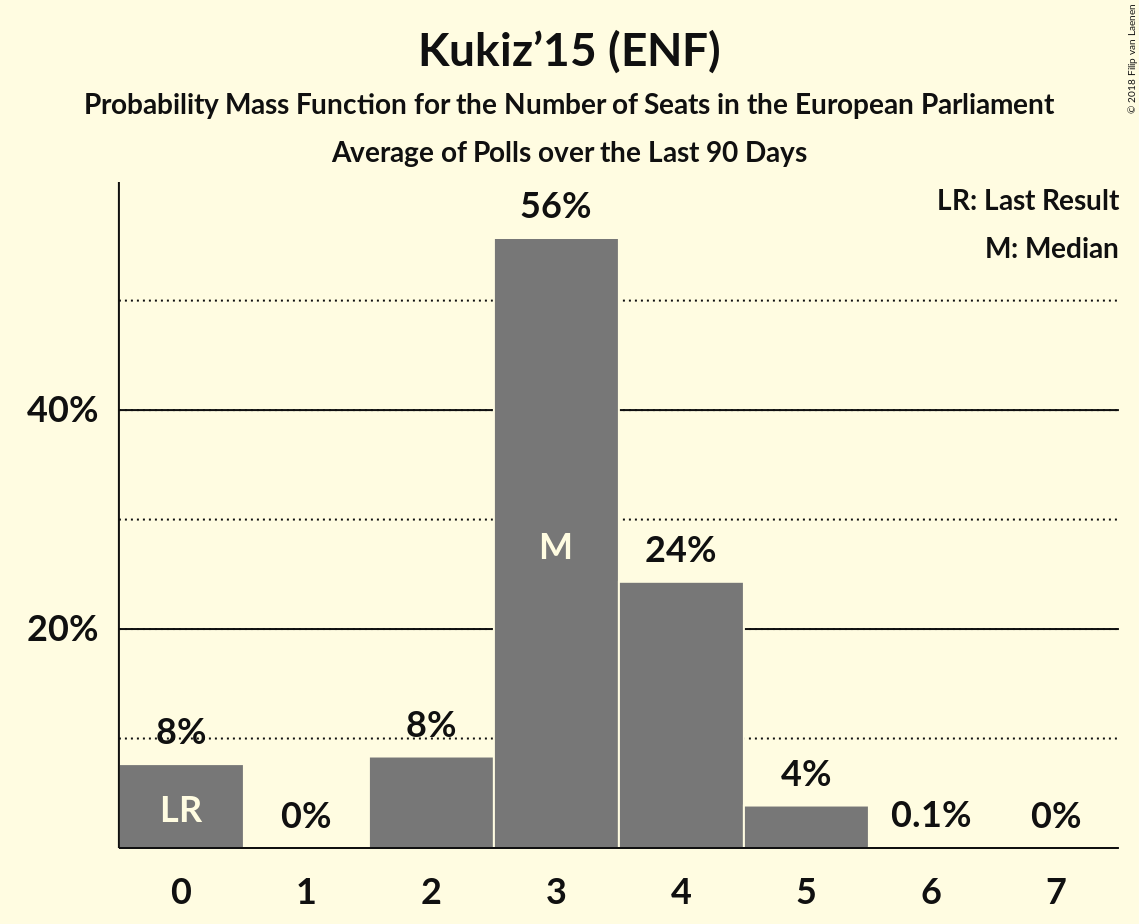 Kukiz’15 (ENF)
Probability Mass Function for the Number of Seats in the European Parliament
Average of Polls over the Last 90 Days
© 2018 Filip van Laenen
LR: Last Result
M: Median
56%
40%
M
24%
20%
8%
8%
4%
LR
0%
0.1%
0%
0 1 2 3 4 5 6 7